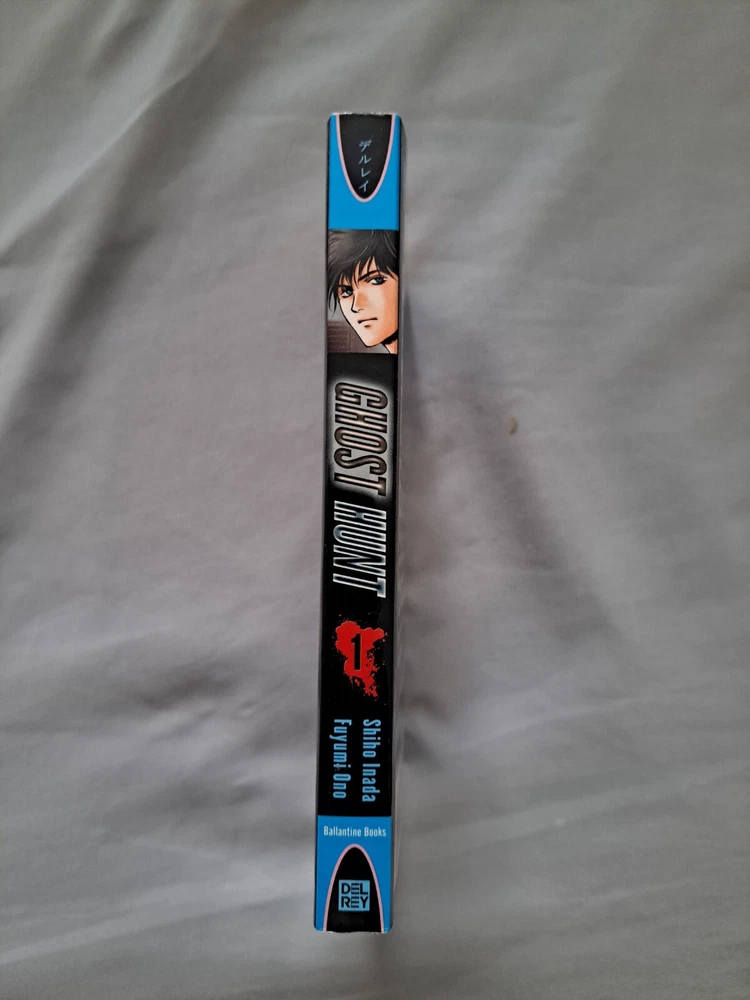 デルレイ
GHOST HUNT
1
Shiho Inada
Fuyumi Ono
Ballantine Books
DEL
REY